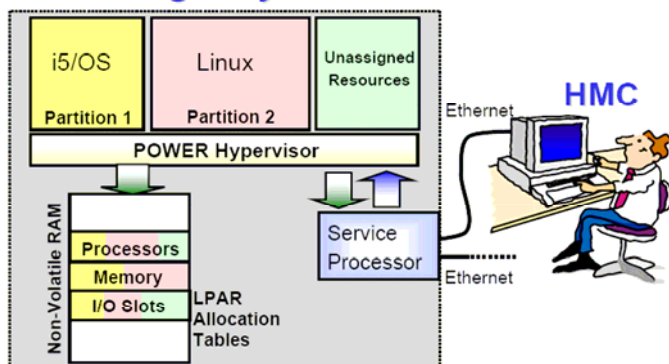 i5/OS
Partition 1
Linux
Partition 2
Unassigned
Resources
POWER Hypervisor
Non-Volatile RAM
Processors
Memory
I/O Slots
LPAR
Allocation
Tables
Service
Processor
Ethernet
Ethernet
HMC